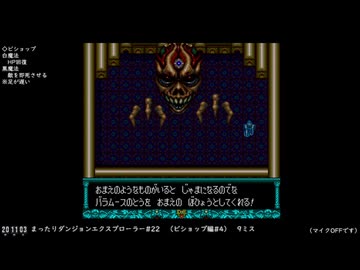 ◇ビショップ
白魔法
HP回復
黒魔法
敵を即死させる
※足が遅い
おまえのようなものがいると じゃまになるのでな
バラムースのとうを おまえの ぼひょうとしてくれる!
20 11 03 まったりダンジョンエクスプローラー#22 （ビショップ編#4） 9ミス
（マイクOFFです）